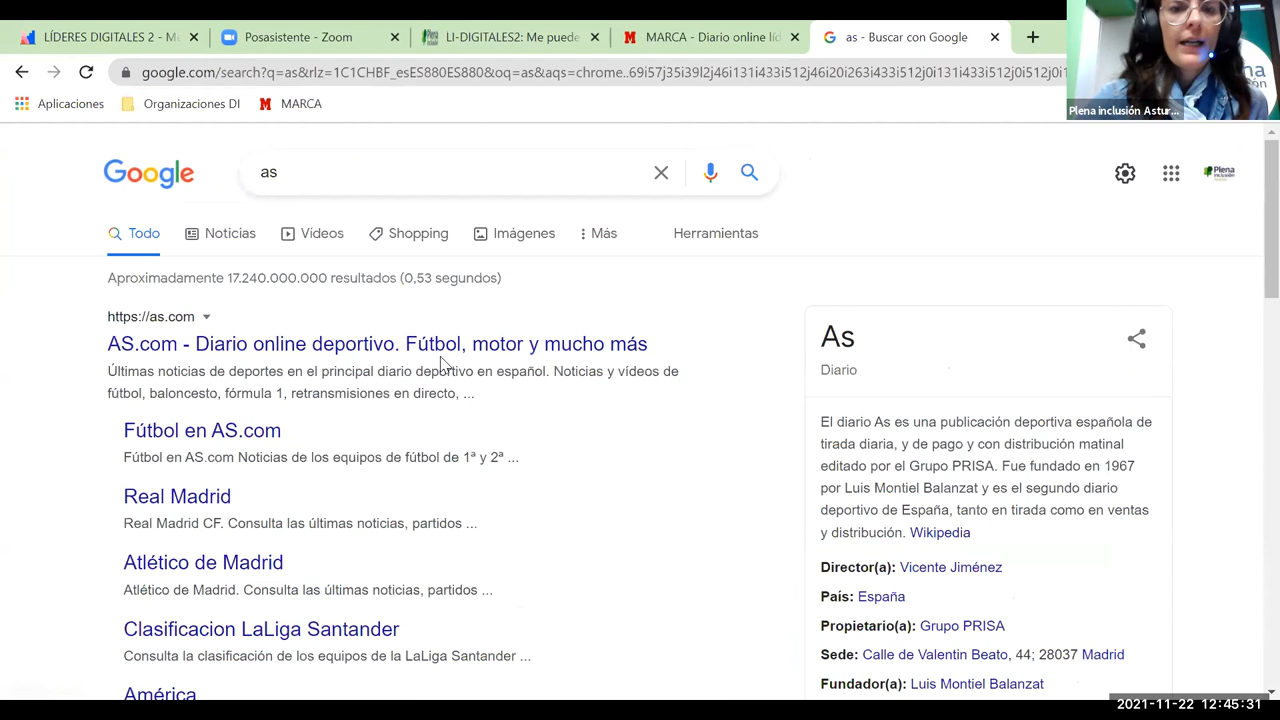 LÍDERES DIGITALES 2 - Me
Posasistente - Zoom
LI-DIGITALES2: Me puede
MARCA - Diario online líd
as - Buscar con Google
google.com/search?q=as&rlz=1C1CHBF_esES880ES880&oq=as&aqs=chrome..69i57j35i39l2j46i131i433i512j46i20i263i433i512j0i131i433i512j0i512l
Aplicaciones
Organizaciones DI
MARCA
Plena inclusión Astur...
Google
as
Plena inclusión
Todo
Noticias
Vídeos
Shopping
Imágenes
Más
Herramientas
Aproximadamente 17.240.000.000 resultados (0,53 segundos)
https://as.com
AS.com - Diario online deportivo. Fútbol, motor y mucho más
Últimas noticias de deportes en el principal diario deportivo en español. Noticias y vídeos de
fútbol, baloncesto, fórmula 1, retransmisiones en directo, ...
Fútbol en AS.com
Fútbol en AS.com Noticias de los equipos de fútbol de 1ª y 2ª ...
Real Madrid
Real Madrid CF. Consulta las últimas noticias, partidos ...
Atlético de Madrid
Atlético de Madrid. Consulta las últimas noticias, partidos ...
Clasificacion LaLiga Santander
Consulta la clasificación de los equipos de la LaLiga Santander ...
América
As
Diario
El diario As es una publicación deportiva española de
tirada diaria, y de pago y con distribución matinal
editado por el Grupo PRISA. Fue fundado en 1967
por Luis Montiel Balanzat y es el segundo diario
deportivo de España, tanto en tirada como en ventas
y distribución. Wikipedia
Director(a): Vicente Jiménez
País: España
Propietario(a): Grupo PRISA
Sede: Calle de Valentin Beato, 44; 28037 Madrid
Fundador(a): Luis Montiel Balanzat
2021-11-22 12:45:31